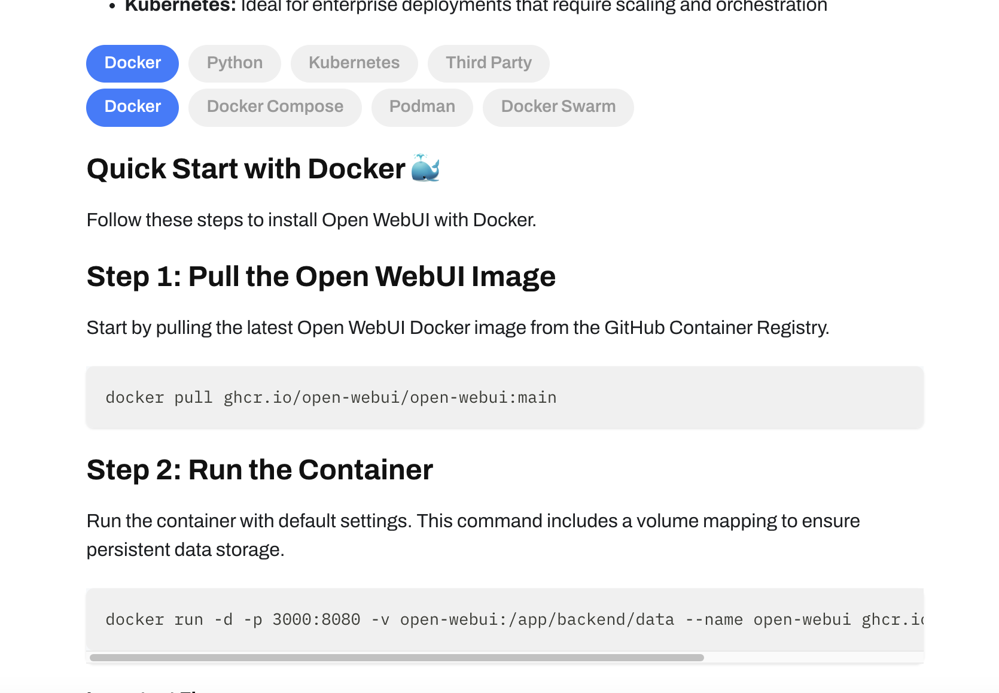 Kubernetes: Ideal for enterprise deployments that require scaling and orchestration
Docker Python Kubernetes Third Party
Docker Docker Compose Podman Docker Swarm
Quick Start with Docker 🐳
Follow these steps to install Open WebUI with Docker.
Step 1: Pull the Open WebUI Image
Start by pulling the latest Open WebUI Docker image from the GitHub Container Registry.
docker pull ghcr.io/open-webui/open-webui:main
Step 2: Run the Container
Run the container with default settings. This command includes a volume mapping to ensure
persistent data storage.
docker run -d -p 3000:8080 -v open-webui:/app/backend/data --name open-webui ghcr.io